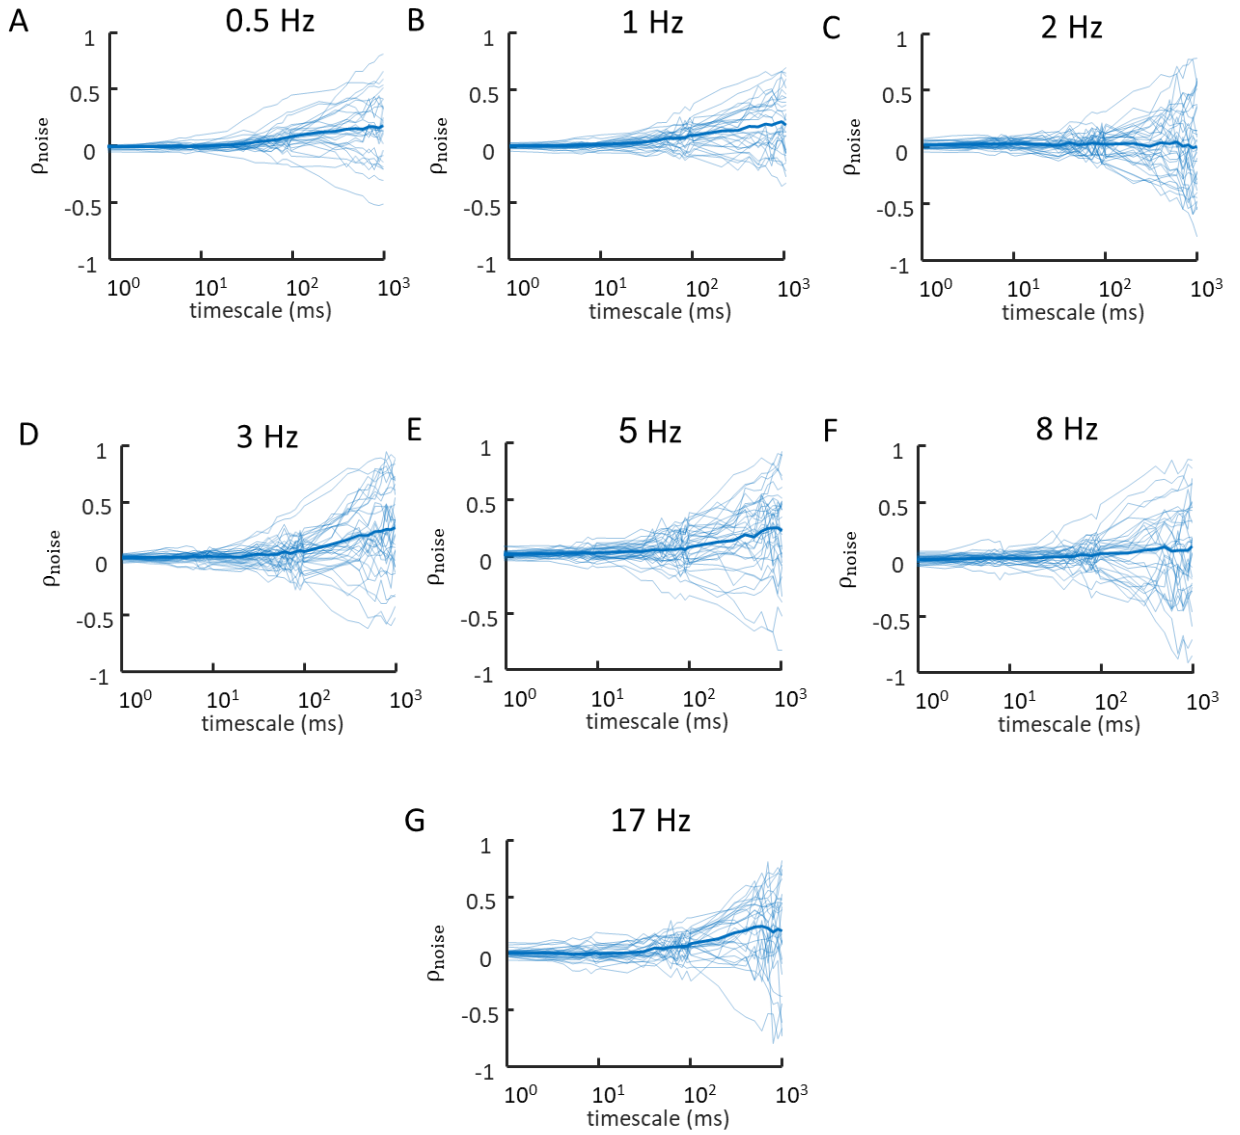 A 0.5 Hz
1
0.5
0
-0.5
-1
ρnoise
10⁰ 10¹ 10² 10³
timescale (ms)
B 1 Hz
1
0.5
0
-0.5
-1
ρnoise
10⁰ 10¹ 10² 10³
timescale (ms)
C 2 Hz
1
0.5
0
-0.5
-1
ρnoise
10⁰ 10¹ 10² 10³
timescale (ms)
D 3 Hz
1
0.5
0
-0.5
-1
ρnoise
10⁰ 10¹ 10² 10³
timescale (ms)
E 5 Hz
1
0.5
0
-0.5
-1
ρnoise
10⁰ 10¹ 10² 10³
timescale (ms)
F 8 Hz
1
0.5
0
-0.5
-1
ρnoise
10⁰ 10¹ 10² 10³
timescale (ms)
G 17 Hz
1
0.5
0
-0.5
-1
ρnoise
10⁰ 10¹ 10² 10³
timescale (ms)